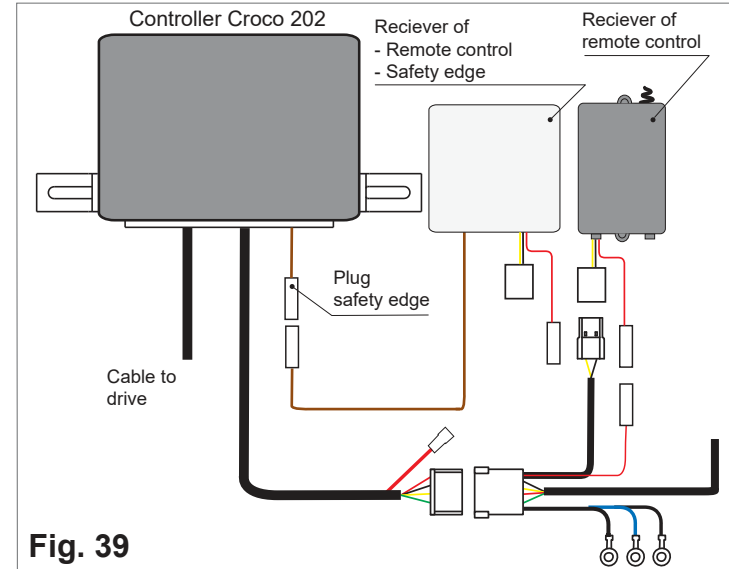 Controller Croco 202
Reciever of
- Remote control
- Safety edge
Reciever of
remote control
Plug
safety edge
Cable to
drive
Fig. 39